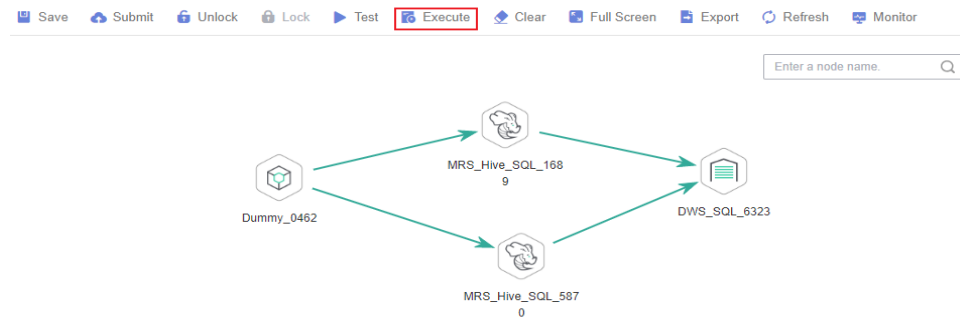 Save Submit Unlock Lock Test Execute Clear Full Screen Export Refresh Monitor
Enter a node name.
MRS_Hive_SQL_168
9
Dummy_0462
DWS_SQL_6323
MRS_Hive_SQL_587
0